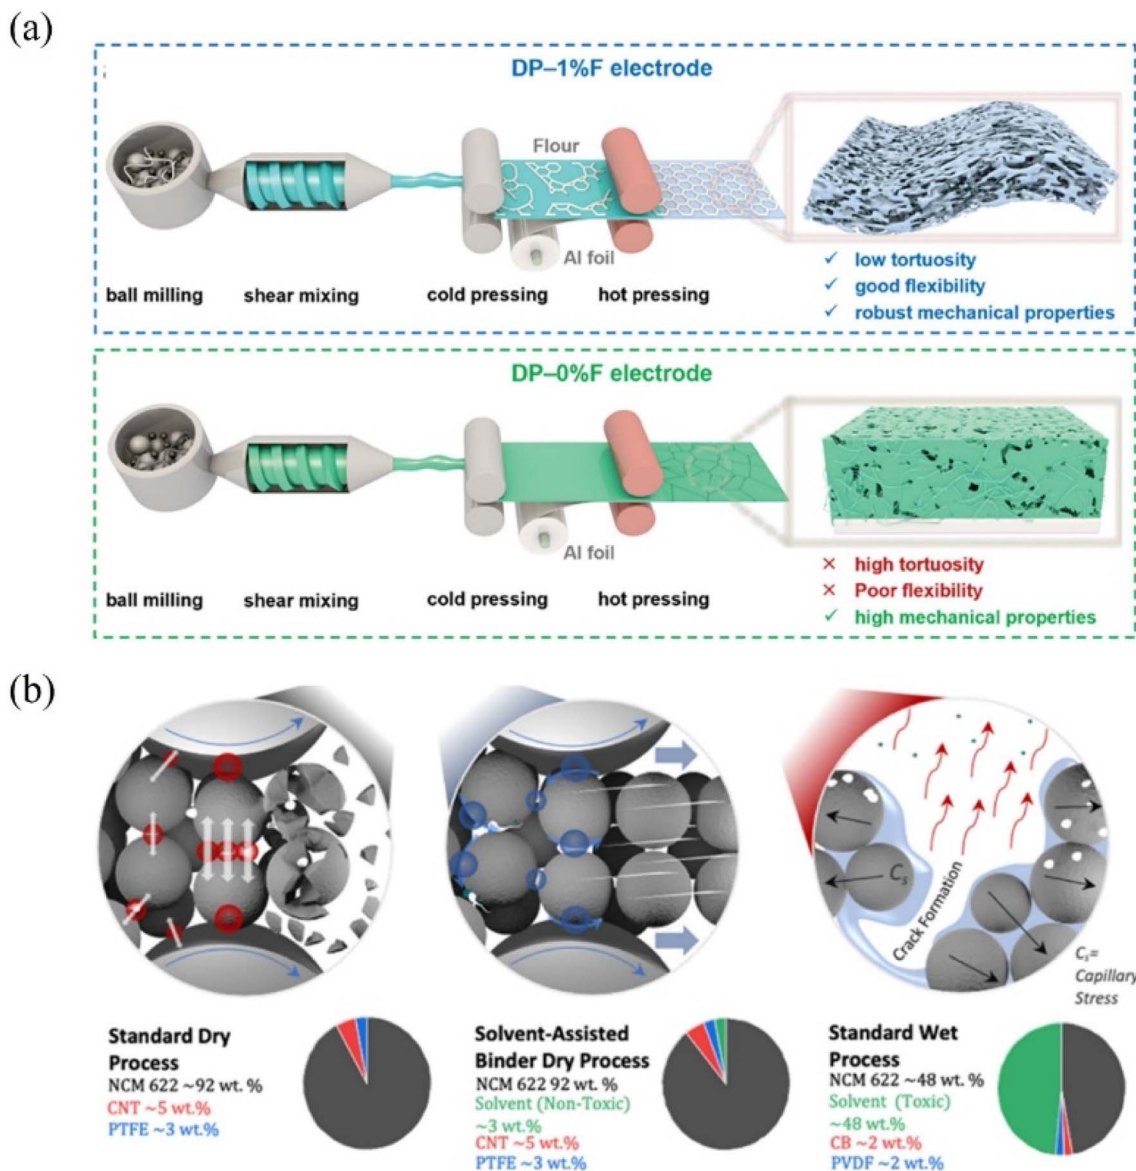 (a)
DP–1%F electrode
Flour
Al foil
ball milling
shear mixing
cold pressing
hot pressing
✓ low tortuosity
✓ good flexibility
✓ robust mechanical properties
DP–0%F electrode
Al foil
ball milling
shear mixing
cold pressing
hot pressing
× high tortuosity
× Poor flexibility
✓ high mechanical properties
(b)
Crack Formation
Cₛ
Cₛ=
Capillary
Stress
Standard Dry
Process
NCM 622 ~92 wt. %
CNT ~5 wt.%
PTFE ~3 wt.%
Solvent-Assisted
Binder Dry Process
NCM 622 92 wt. %
Solvent (Non-Toxic)
~3 wt.%
CNT ~5 wt.%
PTFE ~3 wt.%
Standard Wet
Process
NCM 622 ~48 wt.%
Solvent (Toxic)
~48 wt.%
CB ~2 wt.%
PVDF ~2 wt.%